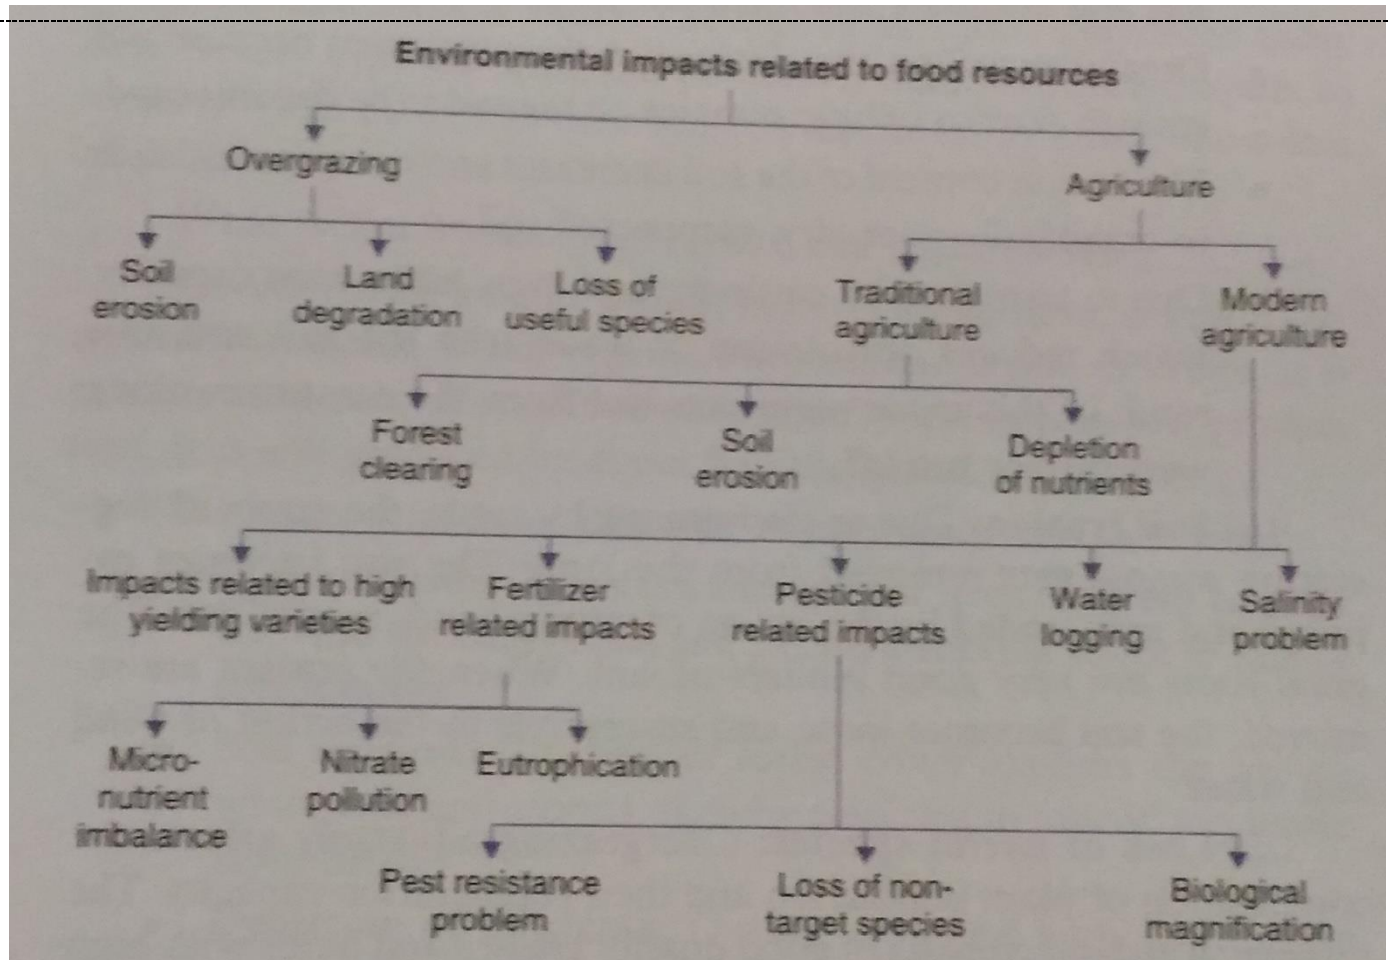 Environmental impacts related to food resources
Overgrazing
Agriculture
Soil
erosion
Land
degradation
Loss of
useful species
Traditional
agriculture
Modern
agriculture
Forest
clearing
Soil
erosion
Depletion
of nutrients
Impacts related to high
yielding varieties
Fertilizer
related impacts
Pesticide
related impacts
Water
logging
Salinity
problem
Micro-
nutrient
imbalance
Nitrate
pollution
Eutrophication
Pest resistance
problem
Loss of non-
target species
Biological
magnification